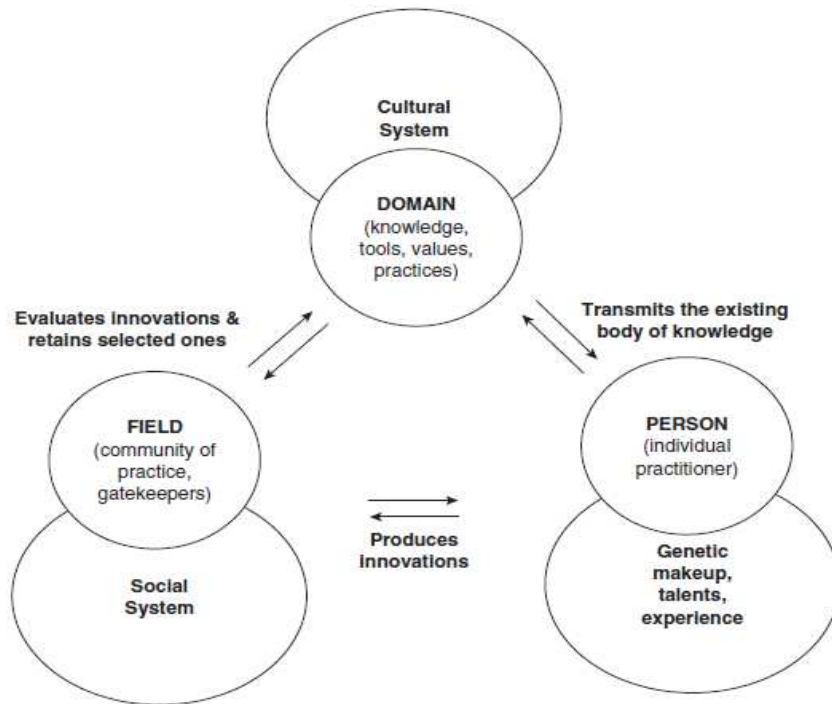 Cultural
System
DOMAIN
(knowledge,
tools, values,
practices)
Evaluates innovations &
retains selected ones
Transmits the existing
body of knowledge
FIELD
(community of
practice,
gatekeepers)
PERSON
(individual
practitioner)
Produces
innovations
Social
System
Genetic
makeup,
talents,
experience